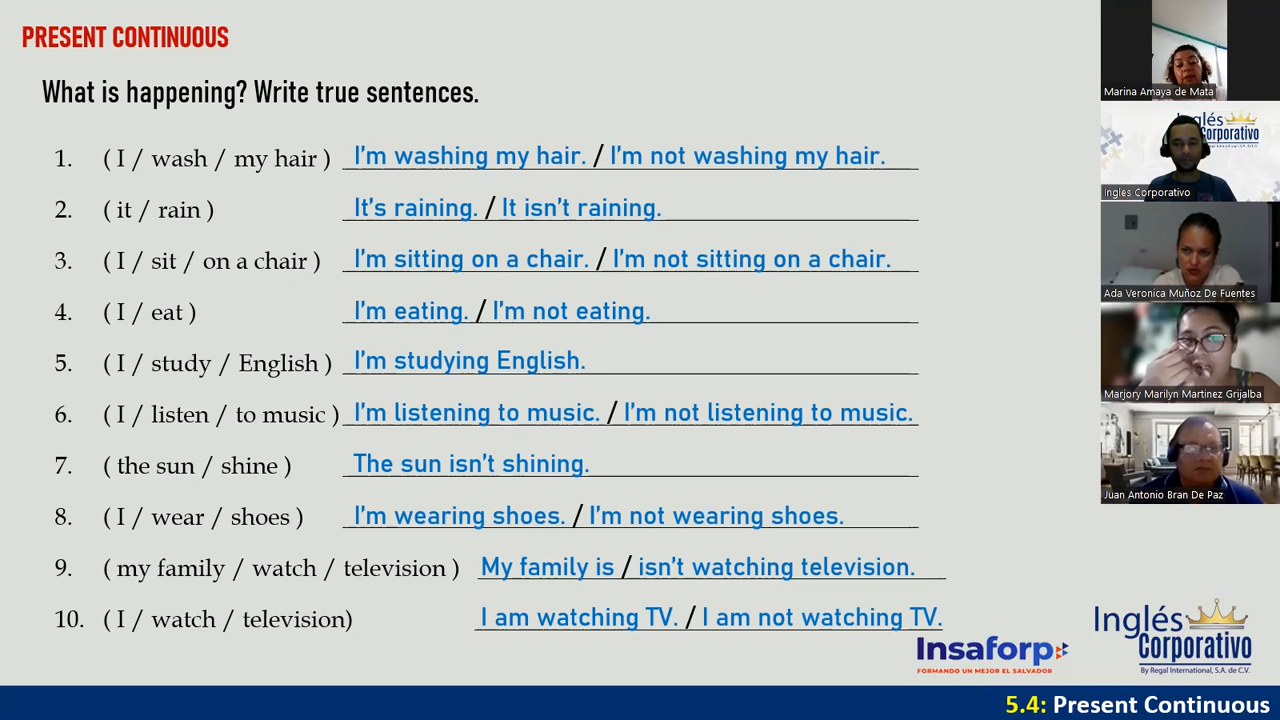 PRESENT CONTINUOUS
What is happening? Write true sentences.
1. ( I / wash / my hair ) I'm washing my hair. / I'm not washing my hair.
2. ( it / rain ) It's raining. / It isn't raining.
3. ( I / sit / on a chair ) I'm sitting on a chair. / I'm not sitting on a chair.
4. ( I / eat ) I'm eating. / I'm not eating.
5. ( I / study / English ) I'm studying English.
6. ( I / listen / to music ) I'm listening to music. / I'm not listening to music.
7. ( the sun / shine ) The sun isn't shining.
8. ( I / wear / shoes ) I'm wearing shoes. / I'm not wearing shoes.
9. ( my family / watch / television ) My family is / isn't watching television.
10. ( I / watch / television) I am watching TV. / I am not watching TV.
Insaforp
FORMANDO UN MEJOR EL SALVADOR
Inglés
Corporativo
By Regal International, S.A. de C.V.
5.4: Present Continuous
Marina Amaya de Mata
Inglés
Corporativo
Ingles Corporativo
Ada Veronica Muñoz De Fuentes
Marjory Marilyn Martinez Grijalba
Juan Antonio Bran De Paz